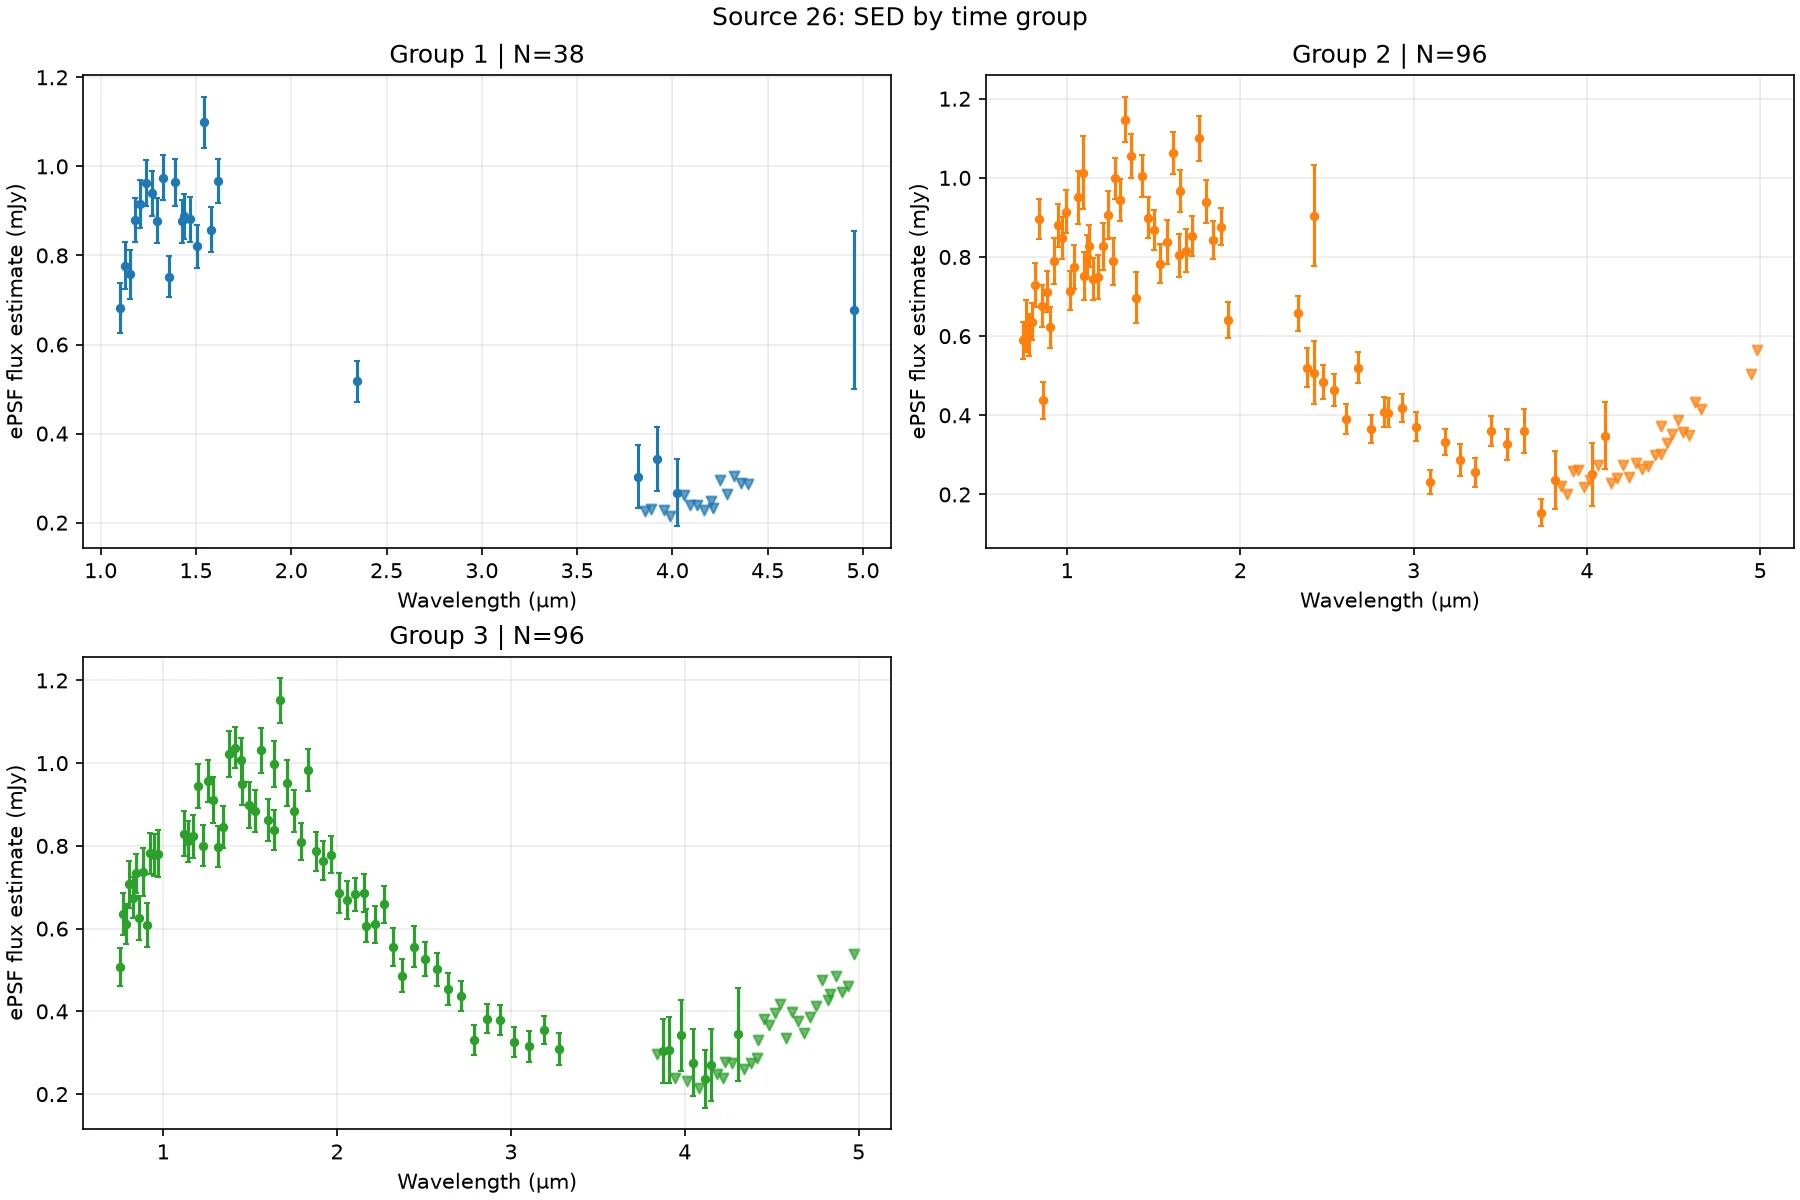 Source 26: SED by time group
Group 1 | N=38
ePSF flux estimate (mJy)
1.2
1.0
0.8
0.6
0.4
0.2
1.0 1.5 2.0 2.5 3.0 3.5 4.0 4.5 5.0
Wavelength (μm)
Group 2 | N=96
ePSF flux estimate (mJy)
1.2
1.0
0.8
0.6
0.4
0.2
1 2 3 4 5
Wavelength (μm)
Group 3 | N=96
ePSF flux estimate (mJy)
1.2
1.0
0.8
0.6
0.4
0.2
1 2 3 4 5
Wavelength (μm)